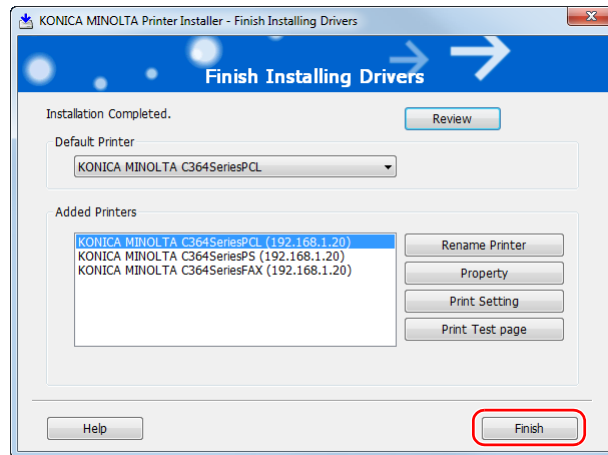 KONICA MINOLTA Printer Installer - Finish Installing Drivers
Finish Installing Drivers
Installation Completed.
Review
Default Printer
KONICA MINOLTA C364SeriesPCL
Added Printers
KONICA MINOLTA C364SeriesPCL (192.168.1.20)
KONICA MINOLTA C364SeriesPS (192.168.1.20)
KONICA MINOLTA C364SeriesFAX (192.168.1.20)
Rename Printer
Property
Print Setting
Print Test page
Help
Finish